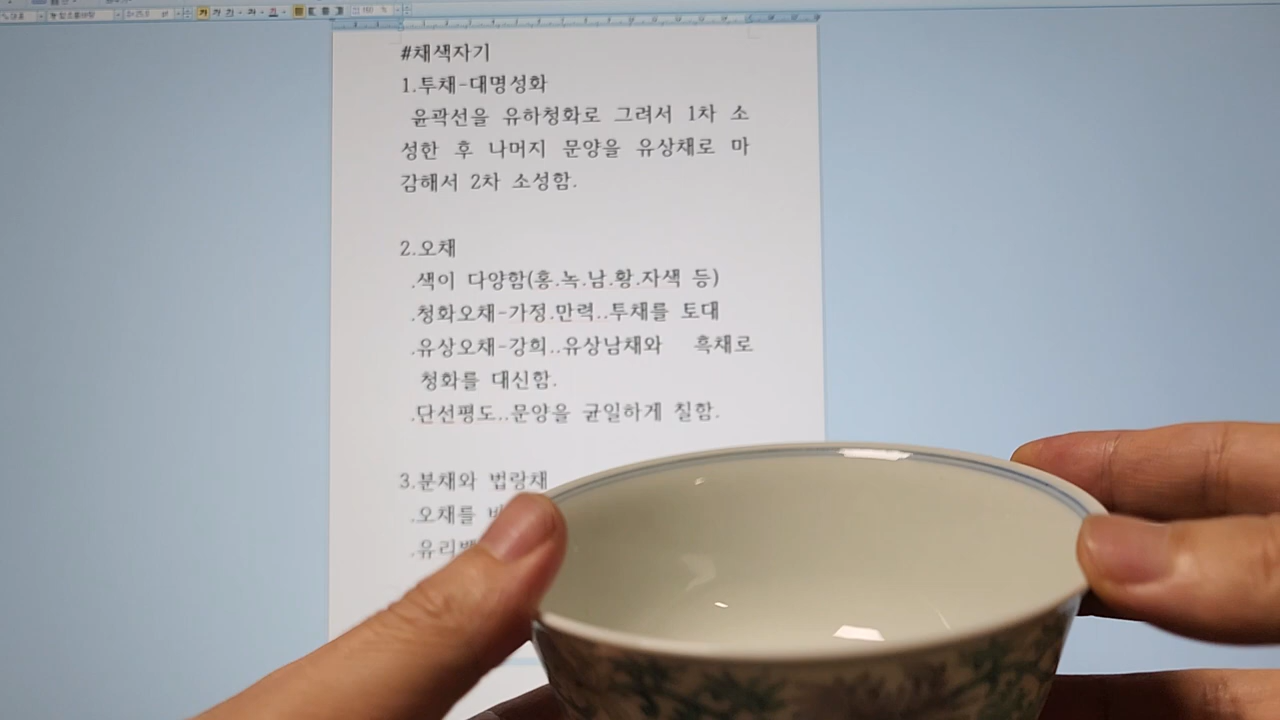 #채색자기
1.투채-대명성화
윤곽선을 유하청화로 그려서 1차 소
성한 후 나머지 문양을 유상채로 마
감해서 2차 소성함.
2.오채
.색이 다양함(홍.녹.남.황.자색 등)
.청화오채-가정.만력..투채를 토대
.유상오채-강희..유상남채와 흑채로
청화를 대신함.
.단선평도..문양을 균일하게 칠함.
3.분채와 법랑채
.오채를